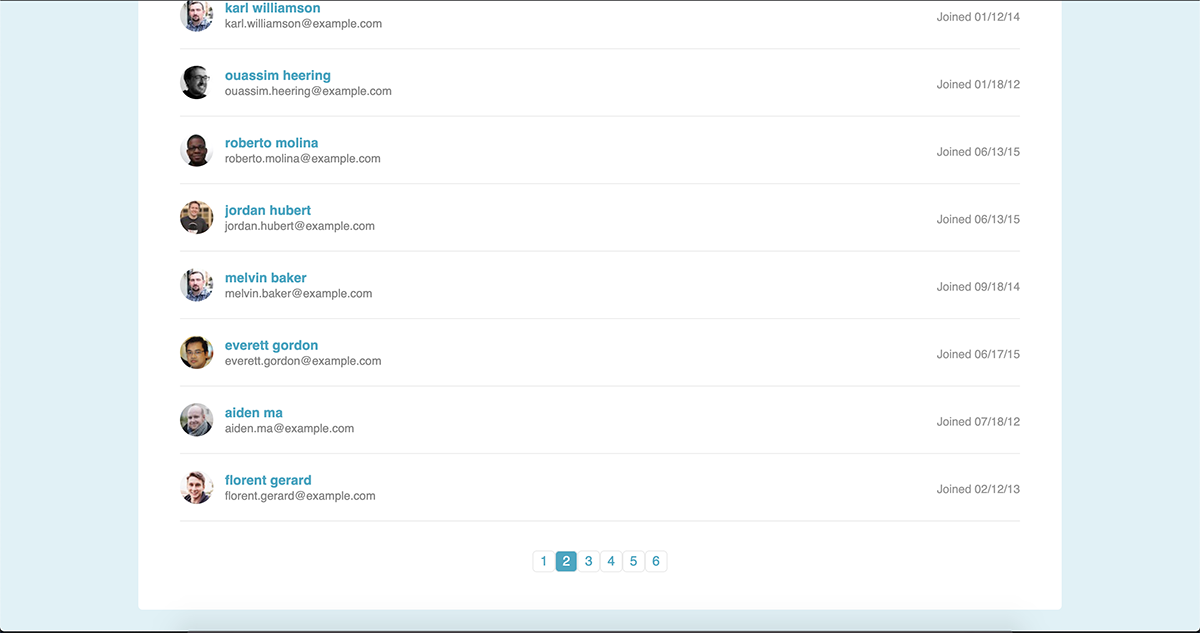 karl williamson
karl.williamson@example.com
Joined 01/12/14
ouassim heering
ouassim.heering@example.com
Joined 01/18/12
roberto molina
roberto.molina@example.com
Joined 06/13/15
jordan hubert
jordan.hubert@example.com
Joined 06/13/15
melvin baker
melvin.baker@example.com
Joined 09/18/14
everett gordon
everett.gordon@example.com
Joined 06/17/15
aiden ma
aiden.ma@example.com
Joined 07/18/12
florent gerard
florent.gerard@example.com
Joined 02/12/13
1 2 3 4 5 6